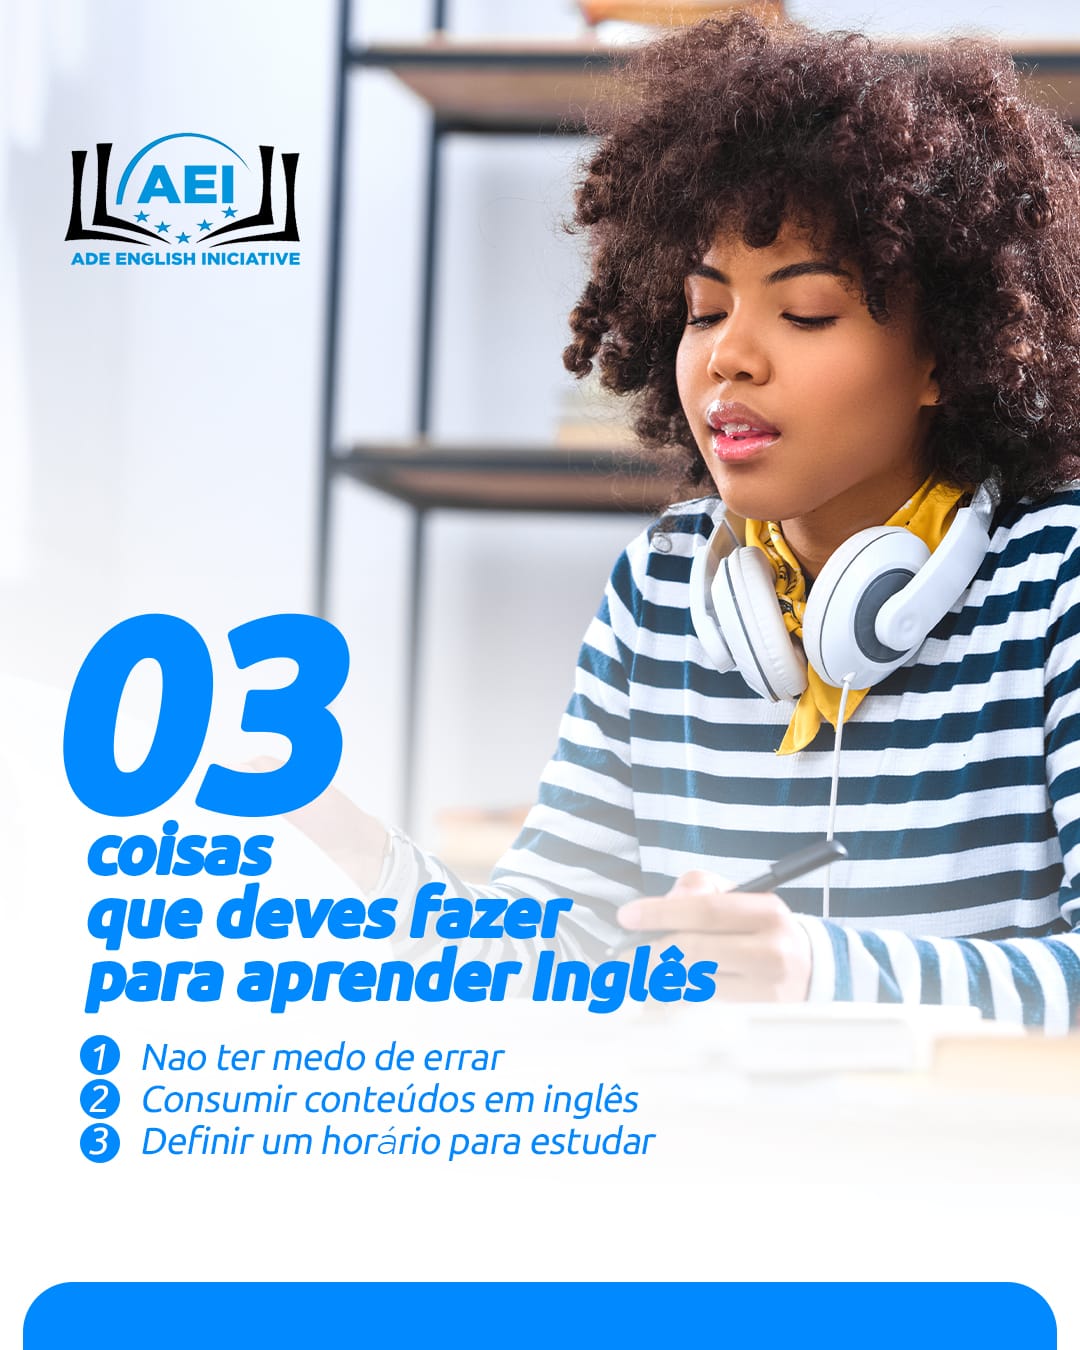 AEI
ADE ENGLISH INICIATIVE
03
coisas
que deves fazer
para aprender Inglês
1 Nao ter medo de errar
2 Consumir conteúdos em inglês
3 Definir um horário para estudar